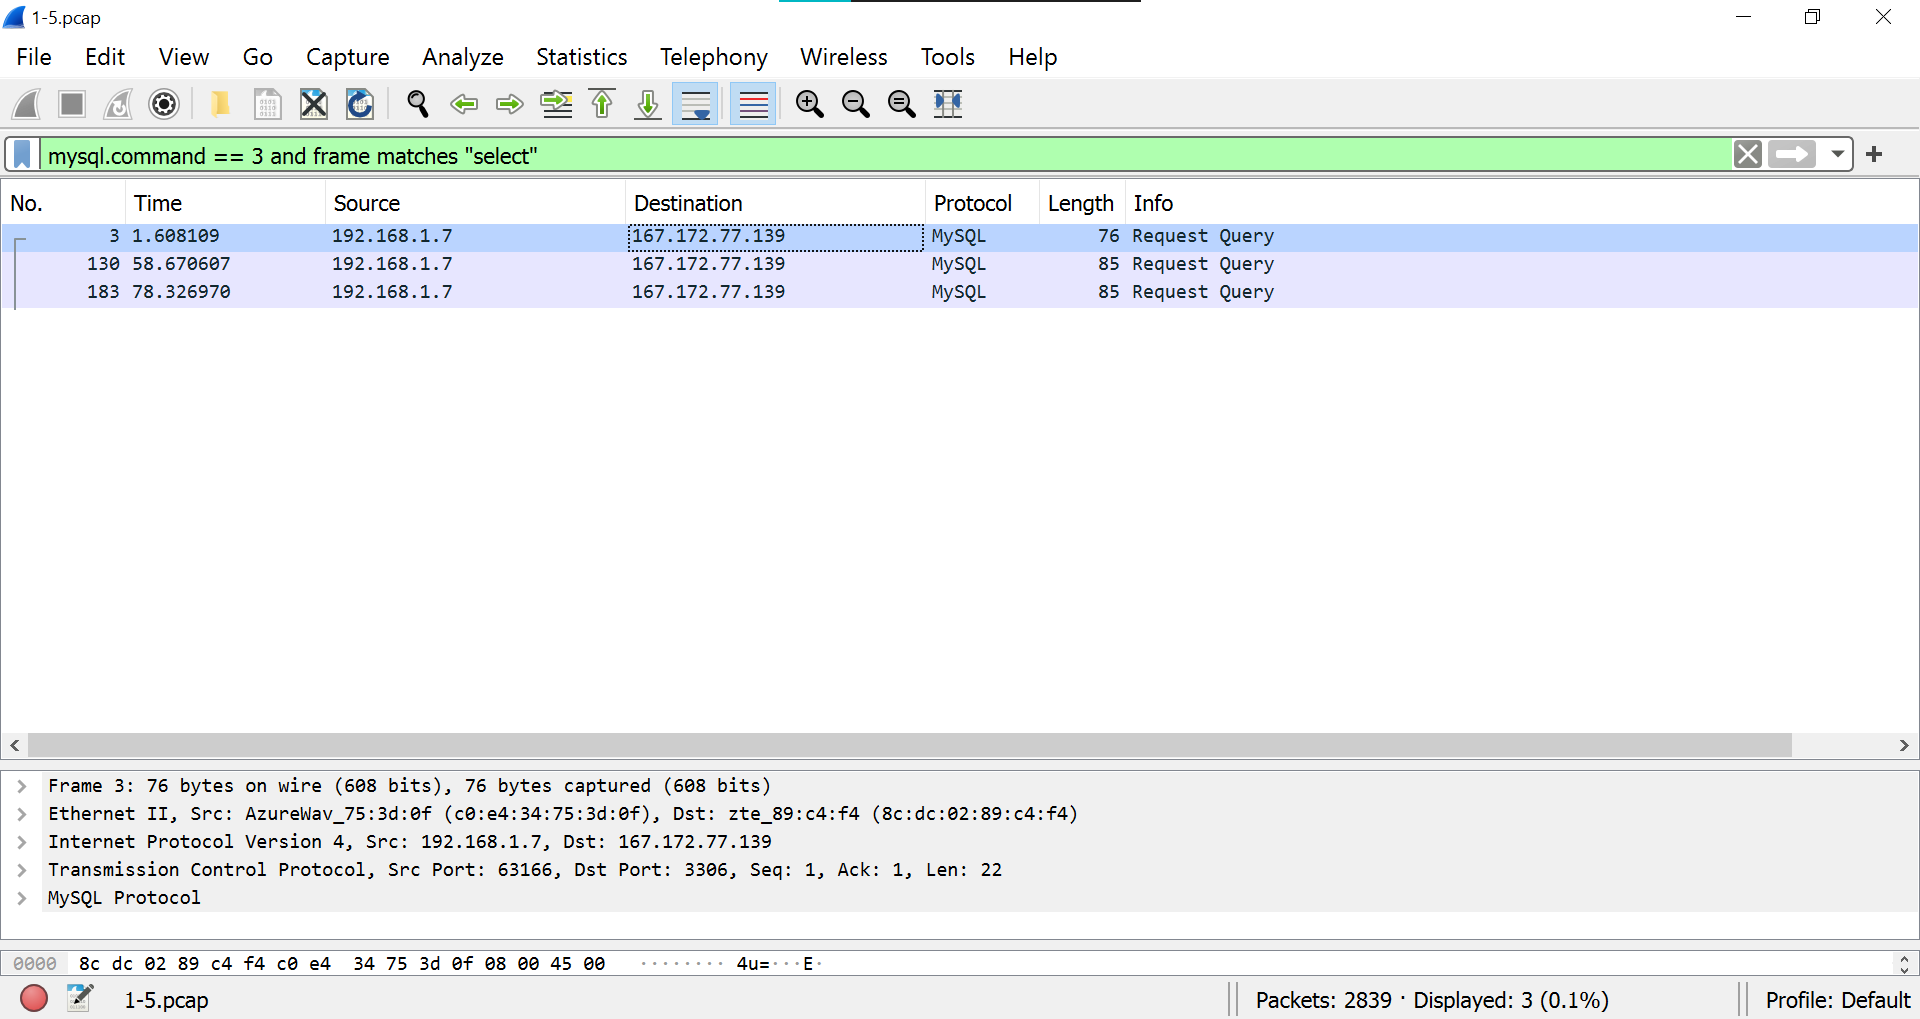 1-5.pcap
File Edit View Go Capture Analyze Statistics Telephony Wireless Tools Help
mysql.command == 3 and frame matches "select"
No. Time Source Destination Protocol Length Info
3 1.608109 192.168.1.7 167.172.77.139 MySQL 76 Request Query
130 58.670607 192.168.1.7 167.172.77.139 MySQL 85 Request Query
183 78.326970 192.168.1.7 167.172.77.139 MySQL 85 Request Query
Frame 3: 76 bytes on wire (608 bits), 76 bytes captured (608 bits)
Ethernet II, Src: AzureWav_75:3d:0f (c0:e4:34:75:3d:0f), Dst: zte_89:c4:f4 (8c:dc:02:89:c4:f4)
Internet Protocol Version 4, Src: 192.168.1.7, Dst: 167.172.77.139
Transmission Control Protocol, Src Port: 63166, Dst Port: 3306, Seq: 1, Ack: 1, Len: 22
MySQL Protocol
0000 8c dc 02 89 c4 f4 c0 e4 34 75 3d 0f 08 00 45 00 ········ 4u=···E·
1-5.pcap Packets: 2839 · Displayed: 3 (0.1%) Profile: Default